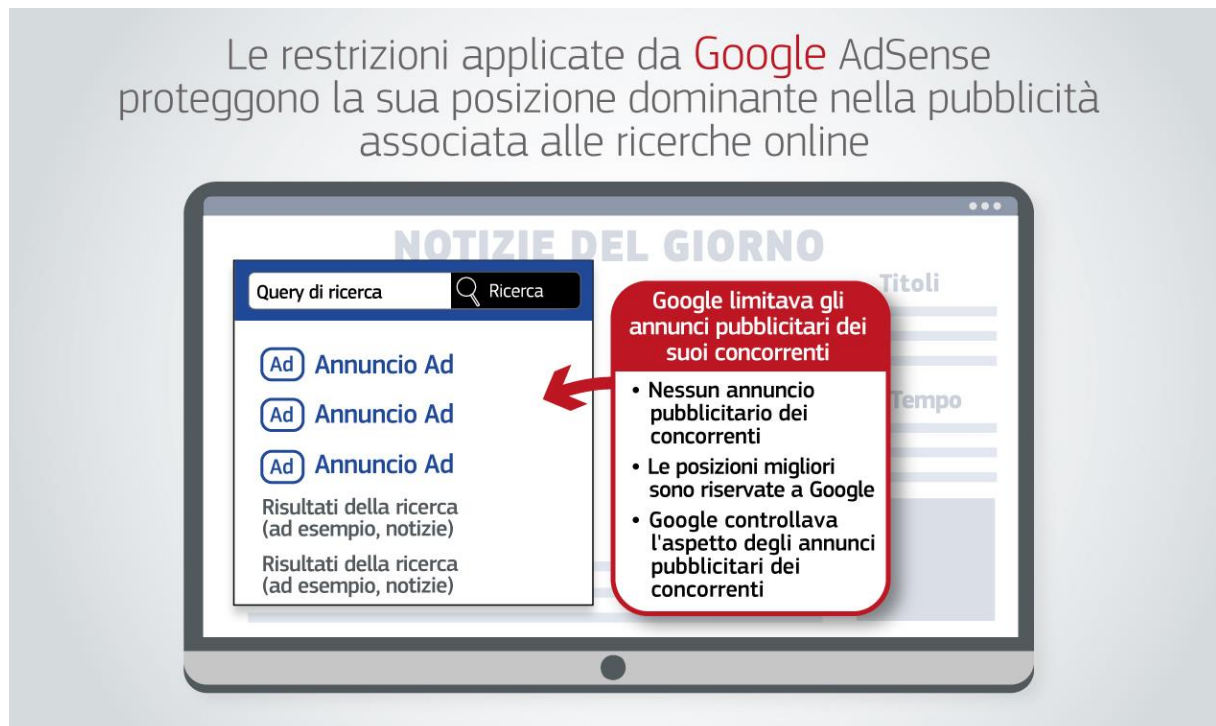 Le restrizioni applicate da Google AdSense
proteggono la sua posizione dominante nella pubblicità
associata alle ricerche online
NOTIZIE DEL GIORNO
Query di ricerca
Ricerca
Ad Annuncio Ad
Ad Annuncio Ad
Ad Annuncio Ad
Risultati della ricerca
(ad esempio, notizie)
Risultati della ricerca
(ad esempio, notizie)
Google limitava gli
annunci pubblicitari dei
suoi concorrenti
• Nessun annuncio
pubblicitario dei
concorrenti
• Le posizioni migliori
sono riservate a Google
• Google controllava
l'aspetto degli annunci
pubblicitari dei
concorrenti
Titoli
Tempo